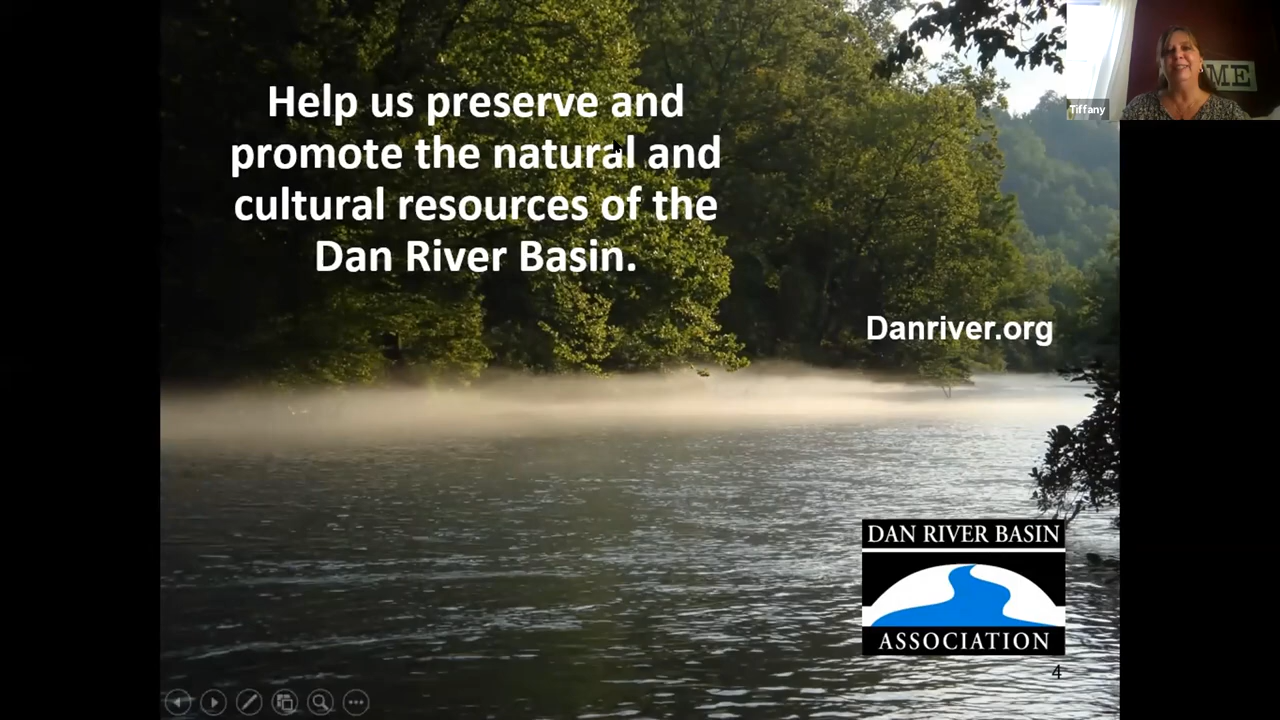 Help us preserve and
promote the natural and
cultural resources of the
Dan River Basin.
Tiffany
ME
Danriver.org
DAN RIVER BASIN
ASSOCIATION
4